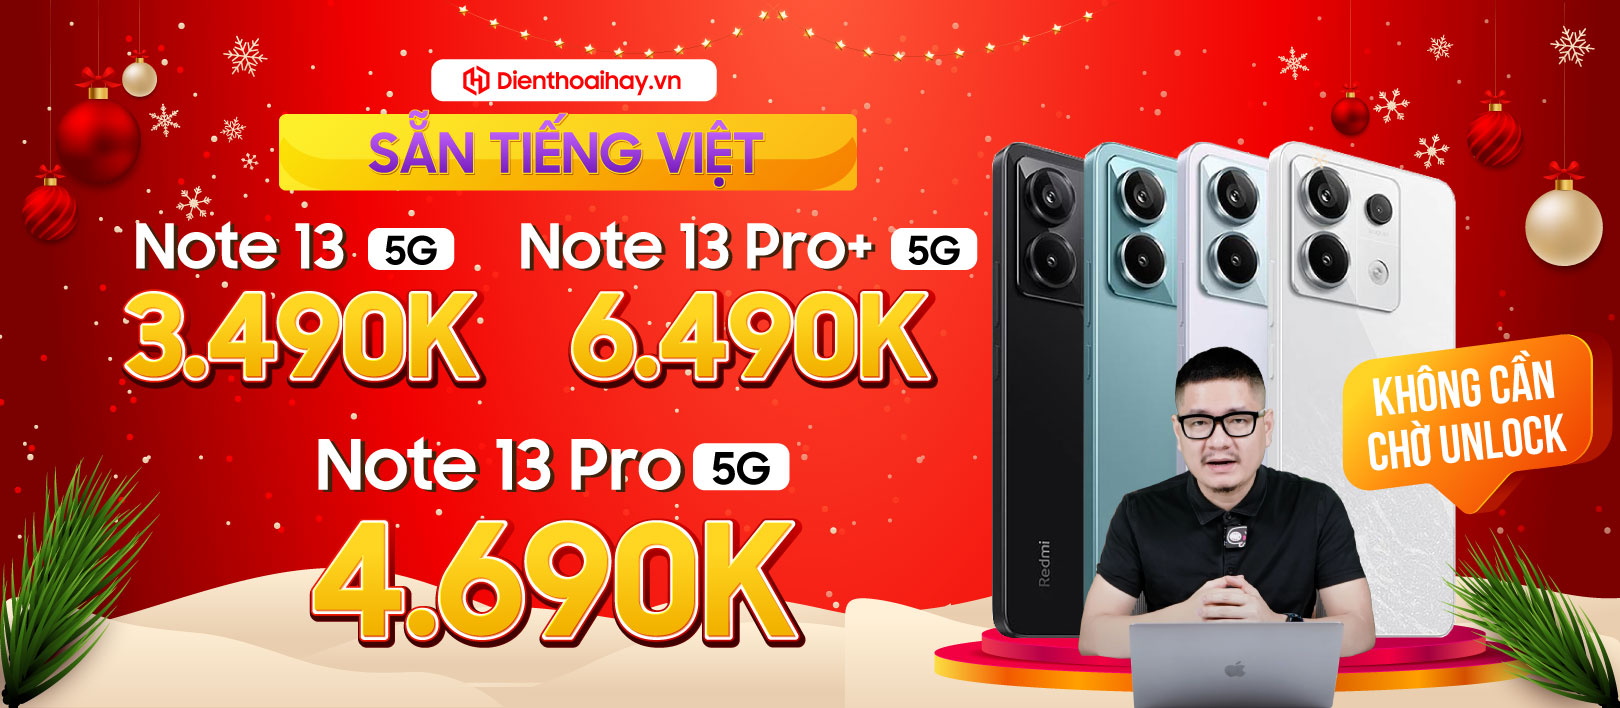 Dienthoaihay.vn
SẴN TIẾNG VIỆT
Note 13 5G
3.490K
Note 13 Pro+ 5G
6.490K
Note 13 Pro 5G
4.690K
Redmi
KHÔNG CẦN
CHỜ UNLOCK